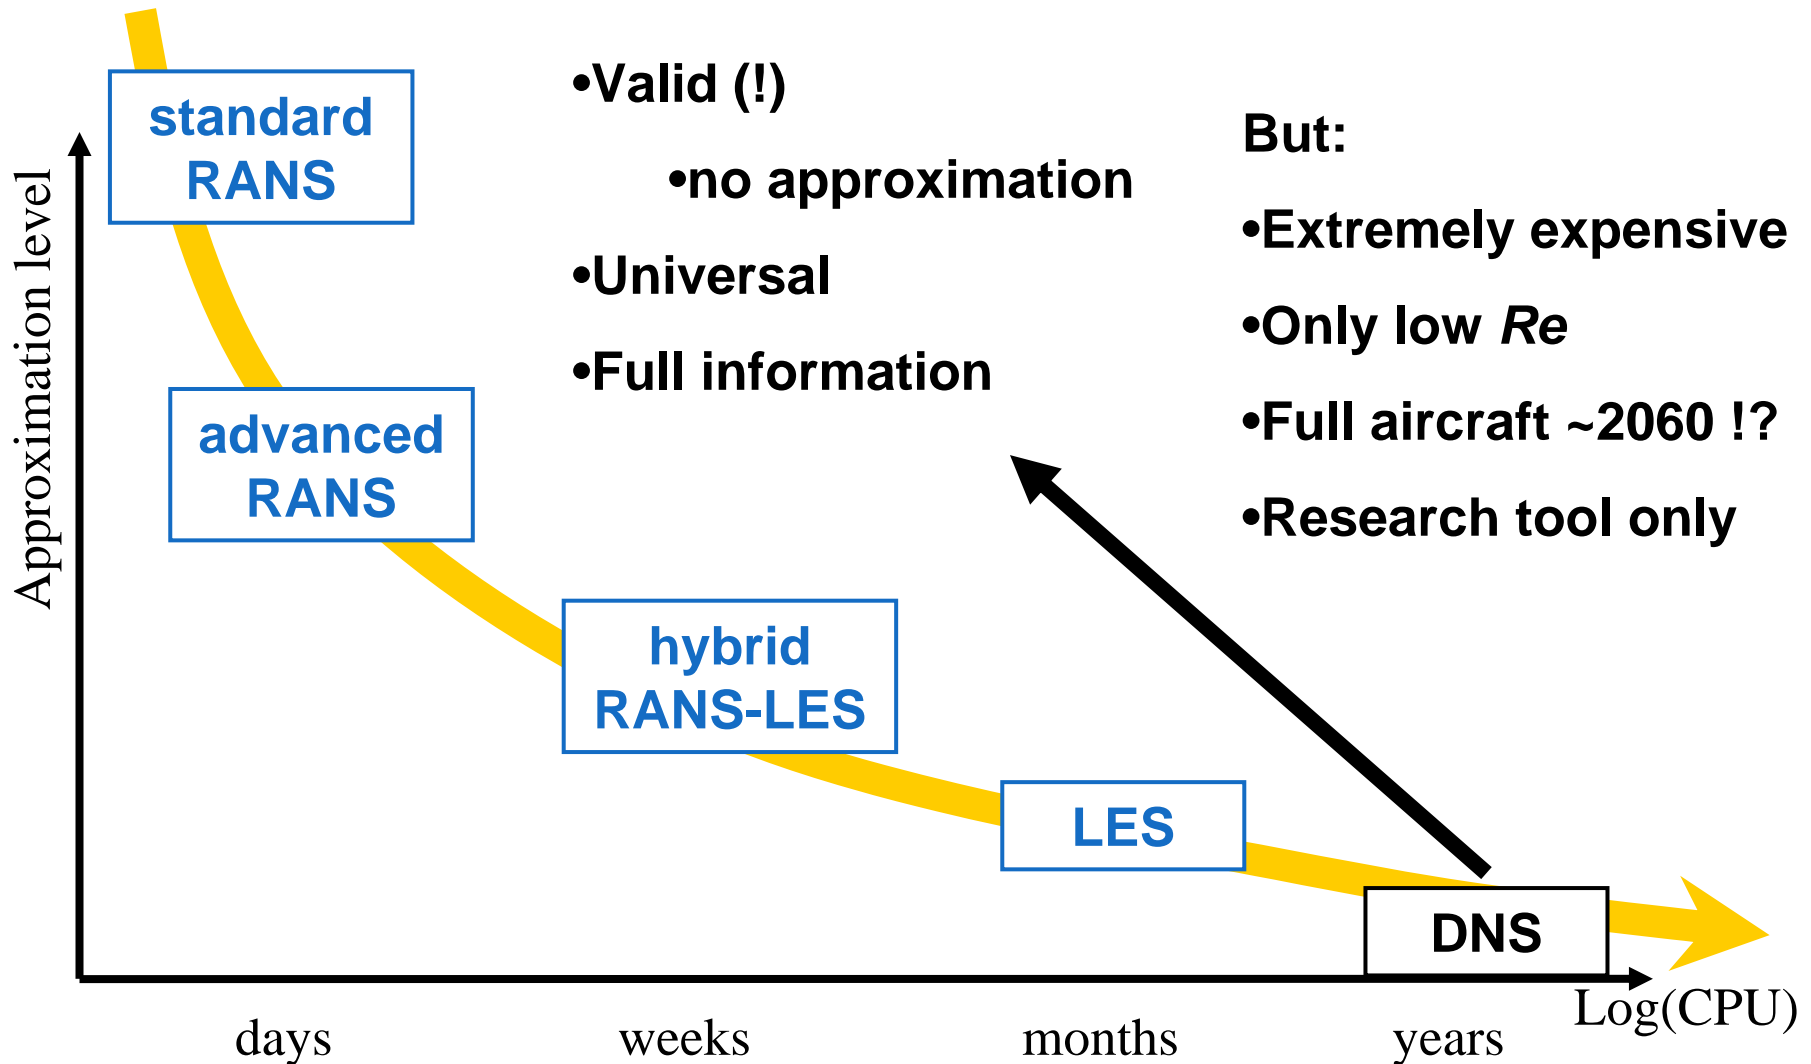 standard
RANS
•Valid (!)
•no approximation
•Universal
•Full information
But:
•Extremely expensive
•Only low Re
•Full aircraft ~2060 !?
•Research tool only
Approximation level
advanced
RANS
hybrid
RANS-LES
LES
DNS
Log(CPU)
days
weeks
months
years